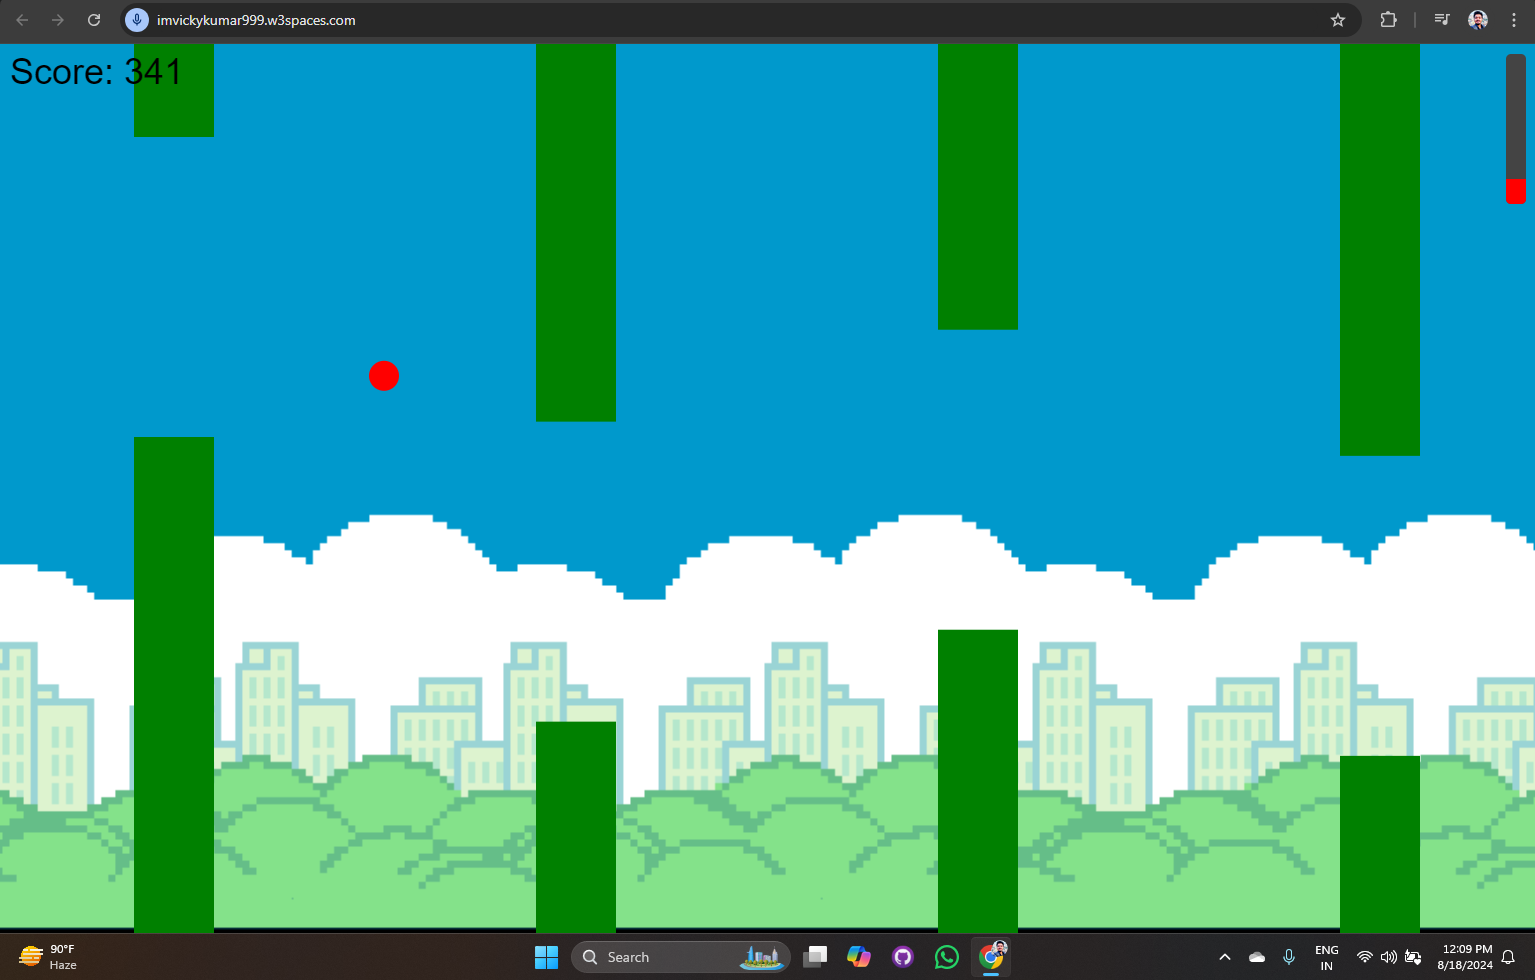 imvickykumar999.w3spaces.com
Score: 341
90°F
Haze
Search
ENG
IN
12:09 PM
8/18/2024